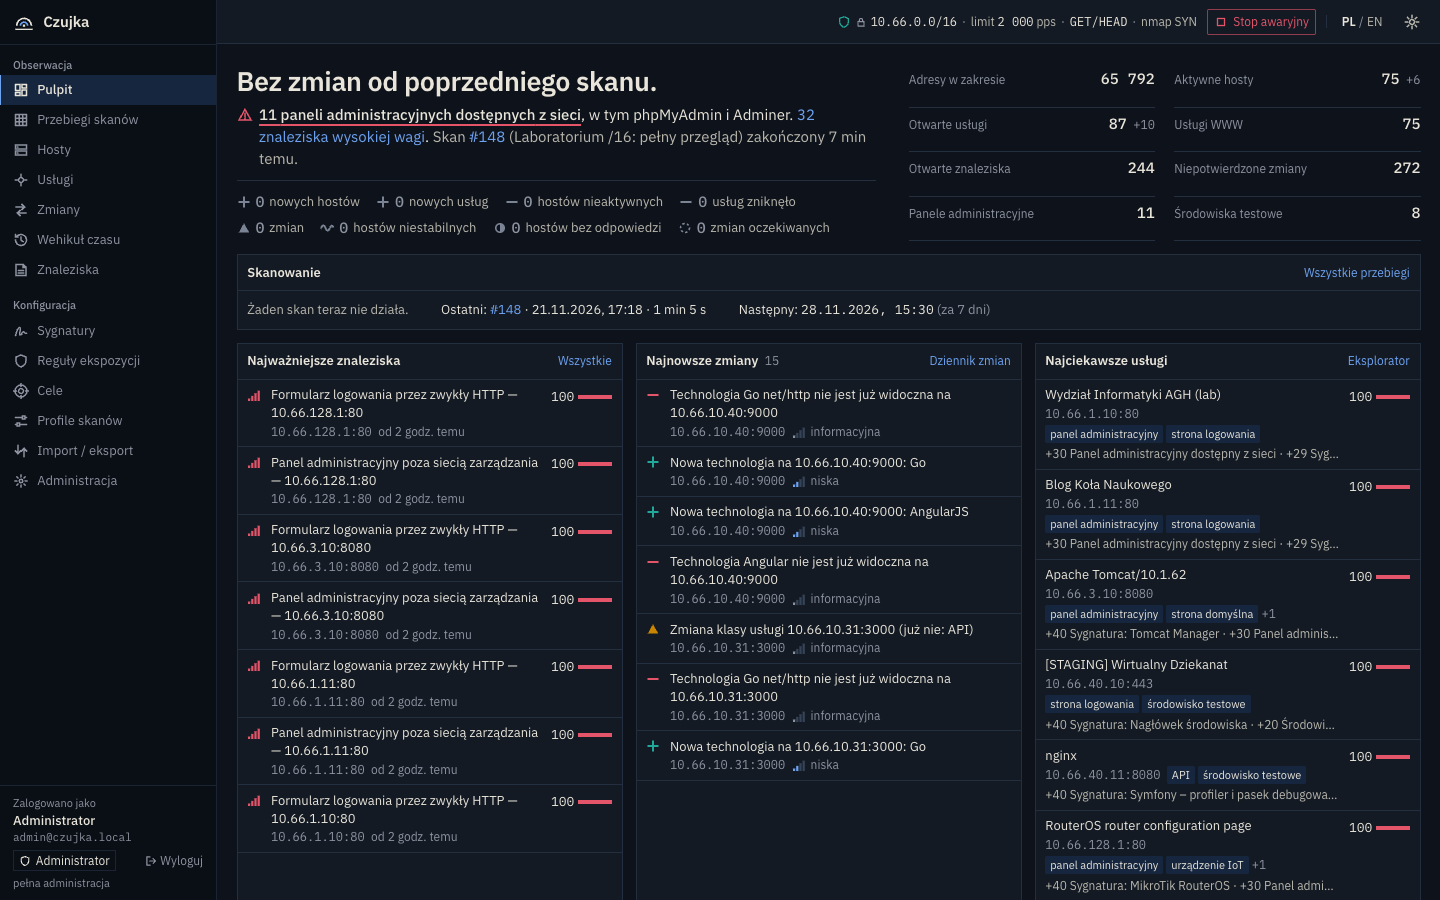 Czujka
10.66.0.0/16 · limit 2 000 pps · GET/HEAD · nmap SYN
Stop awaryjny
PL / EN
Obserwacja
Pulpit
Przebiegi skanów
Hosty
Usługi
Zmiany
Wehikuł czasu
Znaleziska
Konfiguracja
Sygnatury
Reguły ekspozycji
Cele
Profile skanów
Import / eksport
Administracja
Zalogowano jako
Administrator
admin@czujka.local
Administrator
Wyloguj
pełna administracja
Bez zmian od poprzedniego skanu.
11 paneli administracyjnych dostępnych z sieci, w tym phpMyAdmin i Adminer. 32
znaleziska wysokiej wagi. Skan #148 (Laboratorium /16: pełny przegląd) zakończony 7 min
temu.
0 nowych hostów
0 nowych usług
0 hostów nieaktywnych
0 usług zniknęło
0 zmian
0 hostów niestabilnych
0 hostów bez odpowiedzi
0 zmian oczekiwanych
Adresy w zakresie 65 792
Aktywne hosty 75 +6
Otwarte usługi 87 +10
Usługi WWW 75
Otwarte znaleziska 244
Niepotwierdzone zmiany 272
Panele administracyjne 11
Środowiska testowe 8
Skanowanie
Wszystkie przebiegi
Żaden skan teraz nie działa.
Ostatni: #148 · 21.11.2026, 17:18 · 1 min 5 s
Następny: 28.11.2026, 15:30 (za 7 dni)
Najważniejsze znaleziska
Wszystkie
Formularz logowania przez zwykły HTTP —
10.66.128.1:80
100
10.66.128.1:80 od 2 godz. temu
Panel administracyjny poza siecią zarządzania
— 10.66.128.1:80
100
10.66.128.1:80 od 2 godz. temu
Formularz logowania przez zwykły HTTP —
10.66.3.10:8080
100
10.66.3.10:8080 od 2 godz. temu
Panel administracyjny poza siecią zarządzania
— 10.66.3.10:8080
100
10.66.3.10:8080 od 2 godz. temu
Formularz logowania przez zwykły HTTP —
10.66.1.11:80
100
10.66.1.11:80 od 2 godz. temu
Panel administracyjny poza siecią zarządzania
— 10.66.1.11:80
100
10.66.1.11:80 od 2 godz. temu
Formularz logowania przez zwykły HTTP —
10.66.1.10:80
100
10.66.1.10:80 od 2 godz. temu
Najnowsze zmiany 15
Dziennik zmian
Technologia Go net/http nie jest już widoczna na
10.66.10.40:9000
10.66.10.40:9000 informacyjna
Nowa technologia na 10.66.10.40:9000: Go
10.66.10.40:9000 niska
Nowa technologia na 10.66.10.40:9000: AngularJS
10.66.10.40:9000 niska
Technologia Angular nie jest już widoczna na
10.66.10.40:9000
10.66.10.40:9000 informacyjna
Zmiana klasy usługi 10.66.10.31:3000 (już nie: API)
10.66.10.31:3000 informacyjna
Technologia Go net/http nie jest już widoczna na
10.66.10.31:3000
10.66.10.31:3000 informacyjna
Nowa technologia na 10.66.10.31:3000: Go
10.66.10.31:3000 niska
Najciekawsze usługi
Eksplorator
Wydział Informatyki AGH (lab)
100
10.66.1.10:80
panel administracyjny strona logowania
+30 Panel administracyjny dostępny z sieci · +29 Syg…
Blog Koła Naukowego
100
10.66.1.11:80
panel administracyjny strona logowania
+30 Panel administracyjny dostępny z sieci · +29 Syg…
Apache Tomcat/10.1.62
100
10.66.3.10:8080
panel administracyjny strona domyślna +1
+40 Sygnatura: Tomcat Manager · +30 Panel adminis…
[STAGING] Wirtualny Dziekanat
100
10.66.40.10:443
strona logowania środowisko testowe
+40 Sygnatura: Nagłówek środowiska · +20 Środowi…
nginx
100
10.66.40.11:8080 API środowisko testowe
+40 Sygnatura: Symfony – profiler i pasek debugowa…
RouterOS router configuration page
100
10.66.128.1:80
panel administracyjny urządzenie IoT +1
+40 Sygnatura: MikroTik RouterOS · +30 Panel admi…